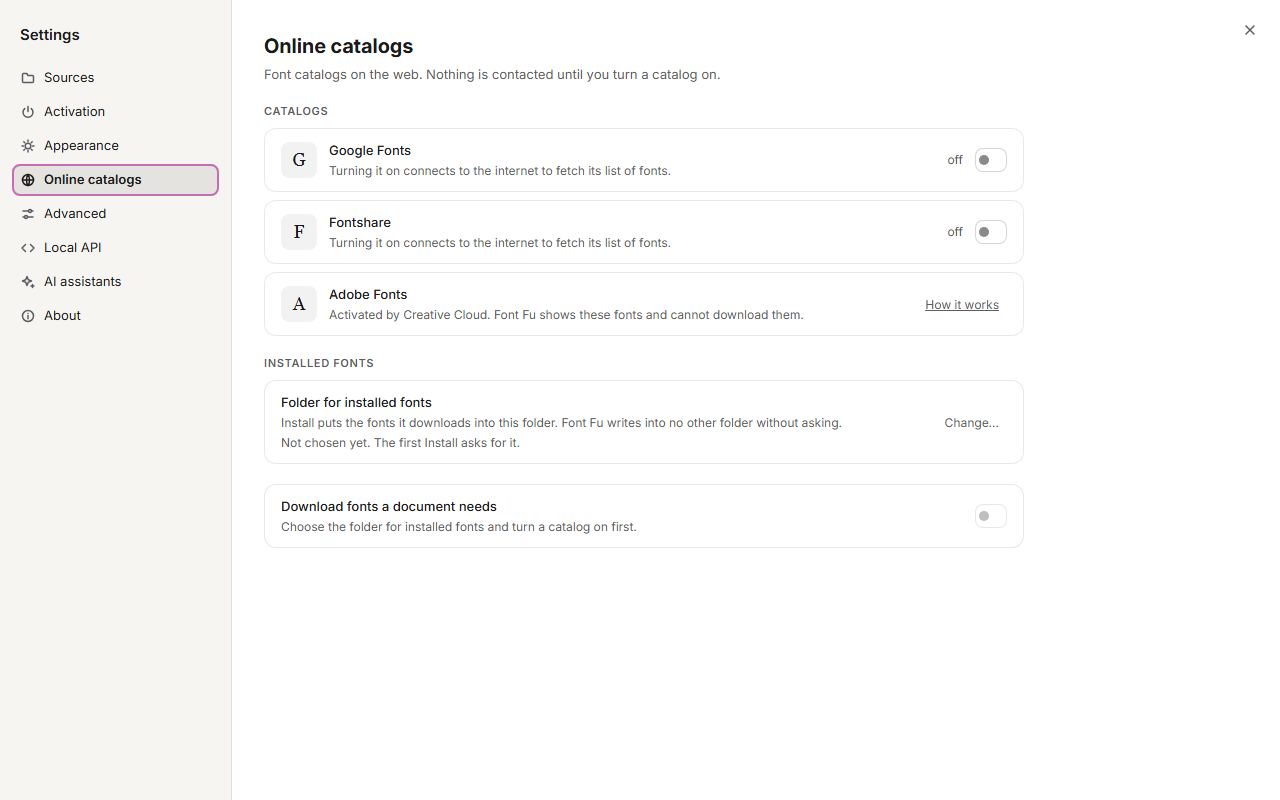 Settings
Sources
Activation
Appearance
Online catalogs
Advanced
Local API
AI assistants
About
Online catalogs
Font catalogs on the web. Nothing is contacted until you turn a catalog on.
CATALOGS
G
Google Fonts
Turning it on connects to the internet to fetch its list of fonts.
off
F
Fontshare
Turning it on connects to the internet to fetch its list of fonts.
off
A
Adobe Fonts
Activated by Creative Cloud. Font Fu shows these fonts and cannot download them.
How it works
INSTALLED FONTS
Folder for installed fonts
Install puts the fonts it downloads into this folder. Font Fu writes into no other folder without asking.
Not chosen yet. The first Install asks for it.
Change...
Download fonts a document needs
Choose the folder for installed fonts and turn a catalog on first.